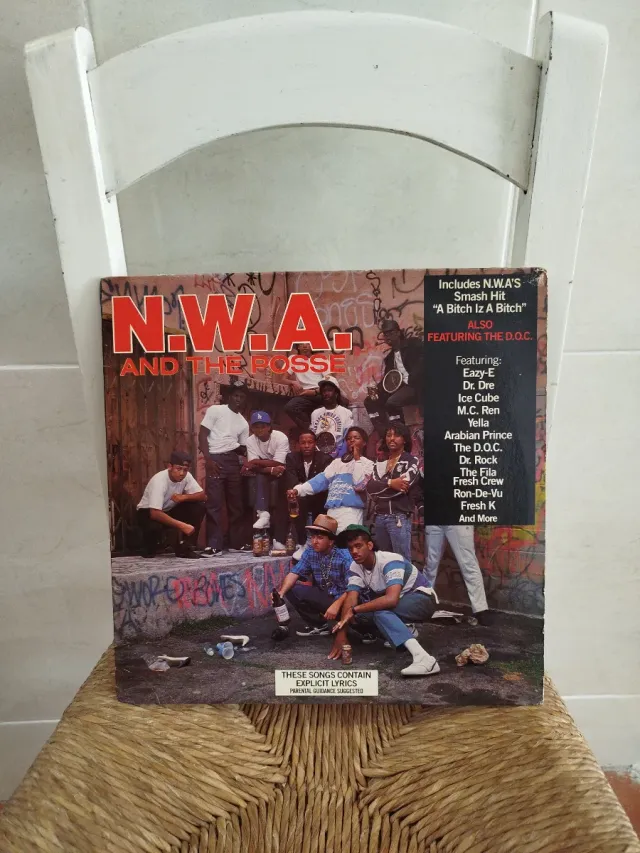 N.W.A.
AND THE POSSE
Includes N.W.A'S
Smash Hit
"A Bitch Iz A Bitch"
ALSO
FEATURING THE D.O.C.
Featuring:
Eazy-E
Dr. Dre
Ice Cube
M.C. Ren
Yella
Arabian Prince
The D.O.C.
Dr. Rock
The Fila
Fresh Crew
Ron-De-Vu
Fresh K
And More
THESE SONGS CONTAIN
EXPLICIT LYRICS
PARENTAL GUIDANCE SUGGESTED